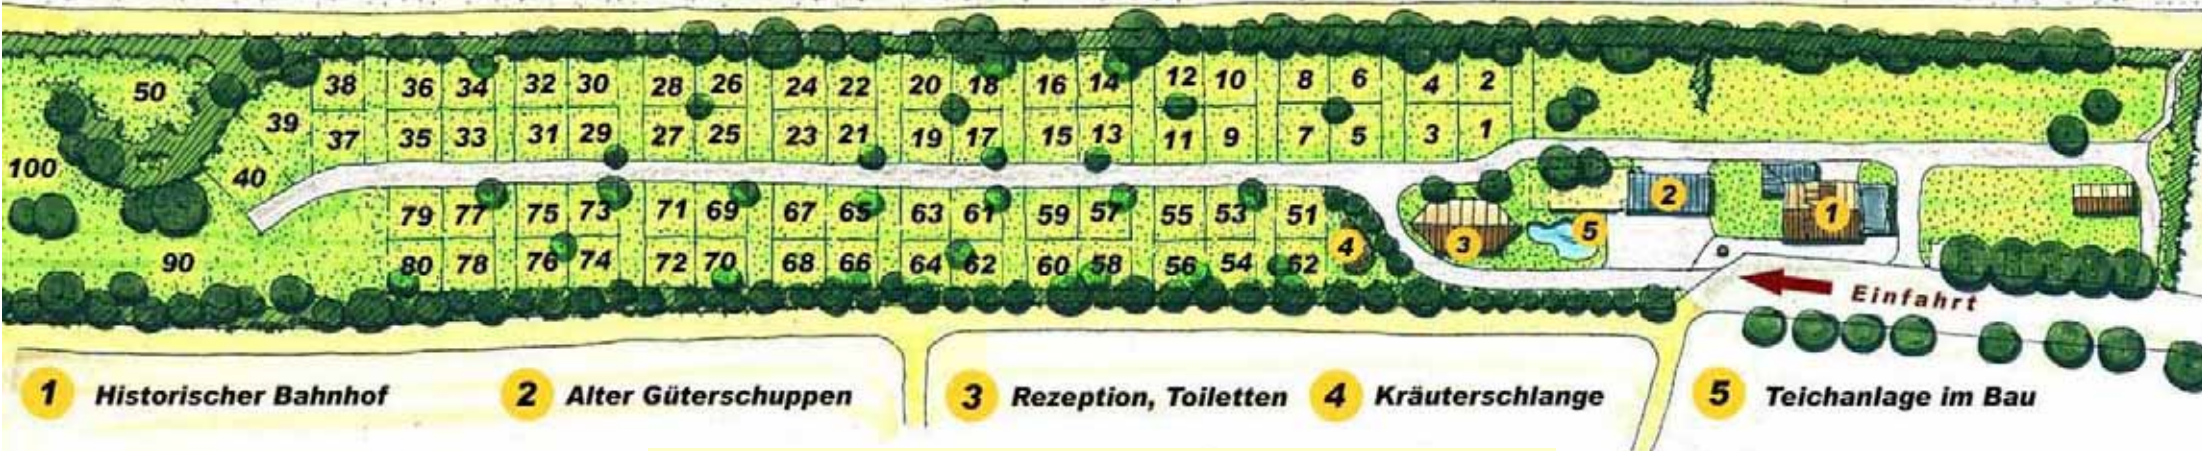 50 38 36 34 32 30 28 26 24 22 20 18 16 14 12 10 8 6 4 2
39 37 35 33 31 29 27 25 23 21 19 17 15 13 11 9 7 5 3 1
100 40
79 77 75 73 71 69 67 65 63 61 59 57 55 53 51 4 3 5 2 1
90 80 78 76 74 72 70 68 66 64 62 60 58 56 54 62
Einfahrt
1 Historischer Bahnhof 2 Alter Güterschuppen 3 Rezeption, Toiletten 4 Kräuterschlange 5 Teichanlage im Bau